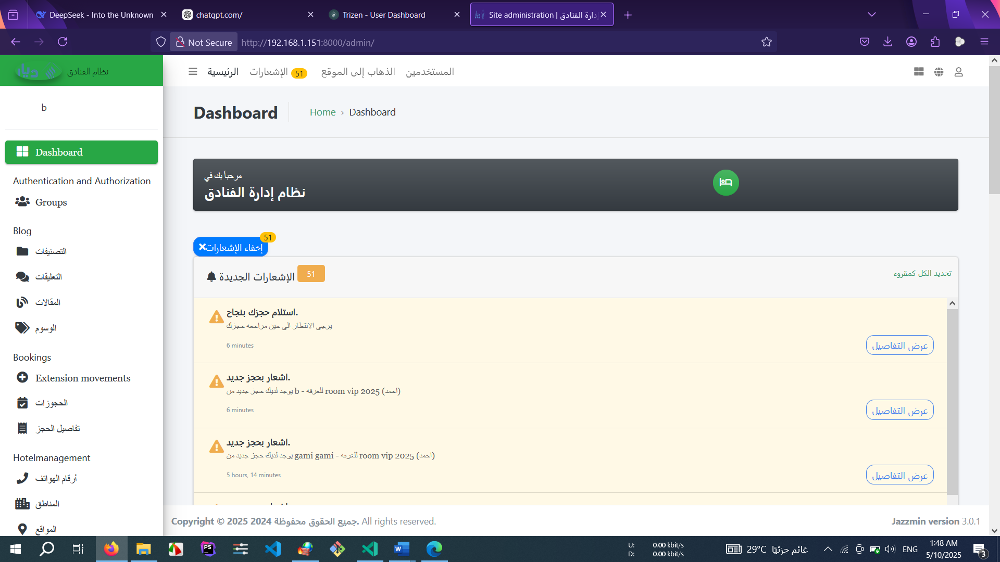 DeepSeek - Into the Unknown
chatgpt.com/
Trizen - User Dashboard
Site administration | إدارة الفنادق
Not Secure
http://192.168.1.151:8000/admin/
نظام الفنادق
الرئيسية
الإشعارات 51
الذهاب إلى الموقع
المستخدمين
b
Dashboard
Home › Dashboard
Dashboard
Authentication and Authorization
Groups
Blog
التصنيفات
التعليقات
المقالات
الوسوم
Bookings
Extension movements
الحجوزات
تفاصيل الحجز
Hotelmanagement
أرقام الهواتف
المناطق
المواقع
مرحباً بك في
نظام إدارة الفنادق
51
إخفاء الإشعارات
الإشعارات الجديدة 51
تحديد الكل كمقروء
استلام حجزك بنجاح.
يرجى الانتظار الى حين مراحعه حجزك
6 minutes
عرض التفاصيل
اشعار بحجز جديد.
يوجد لديك حجز جديد من b - للغرفه room vip 2025 (احمد)
6 minutes
عرض التفاصيل
اشعار بحجز جديد.
يوجد لديك حجز جديد من gami gami - للغرفه room vip 2025 (احمد)
5 hours, 14 minutes
عرض التفاصيل
Copyright © 2025 2024 جميع الحقوق محفوظة. All rights reserved.
Jazzmin version 3.0.1
U: 0.00 kbit/s
D: 0.00 kbit/s
29°C غائم جزئيًا
ENG
1:48 AM
5/10/2025
3